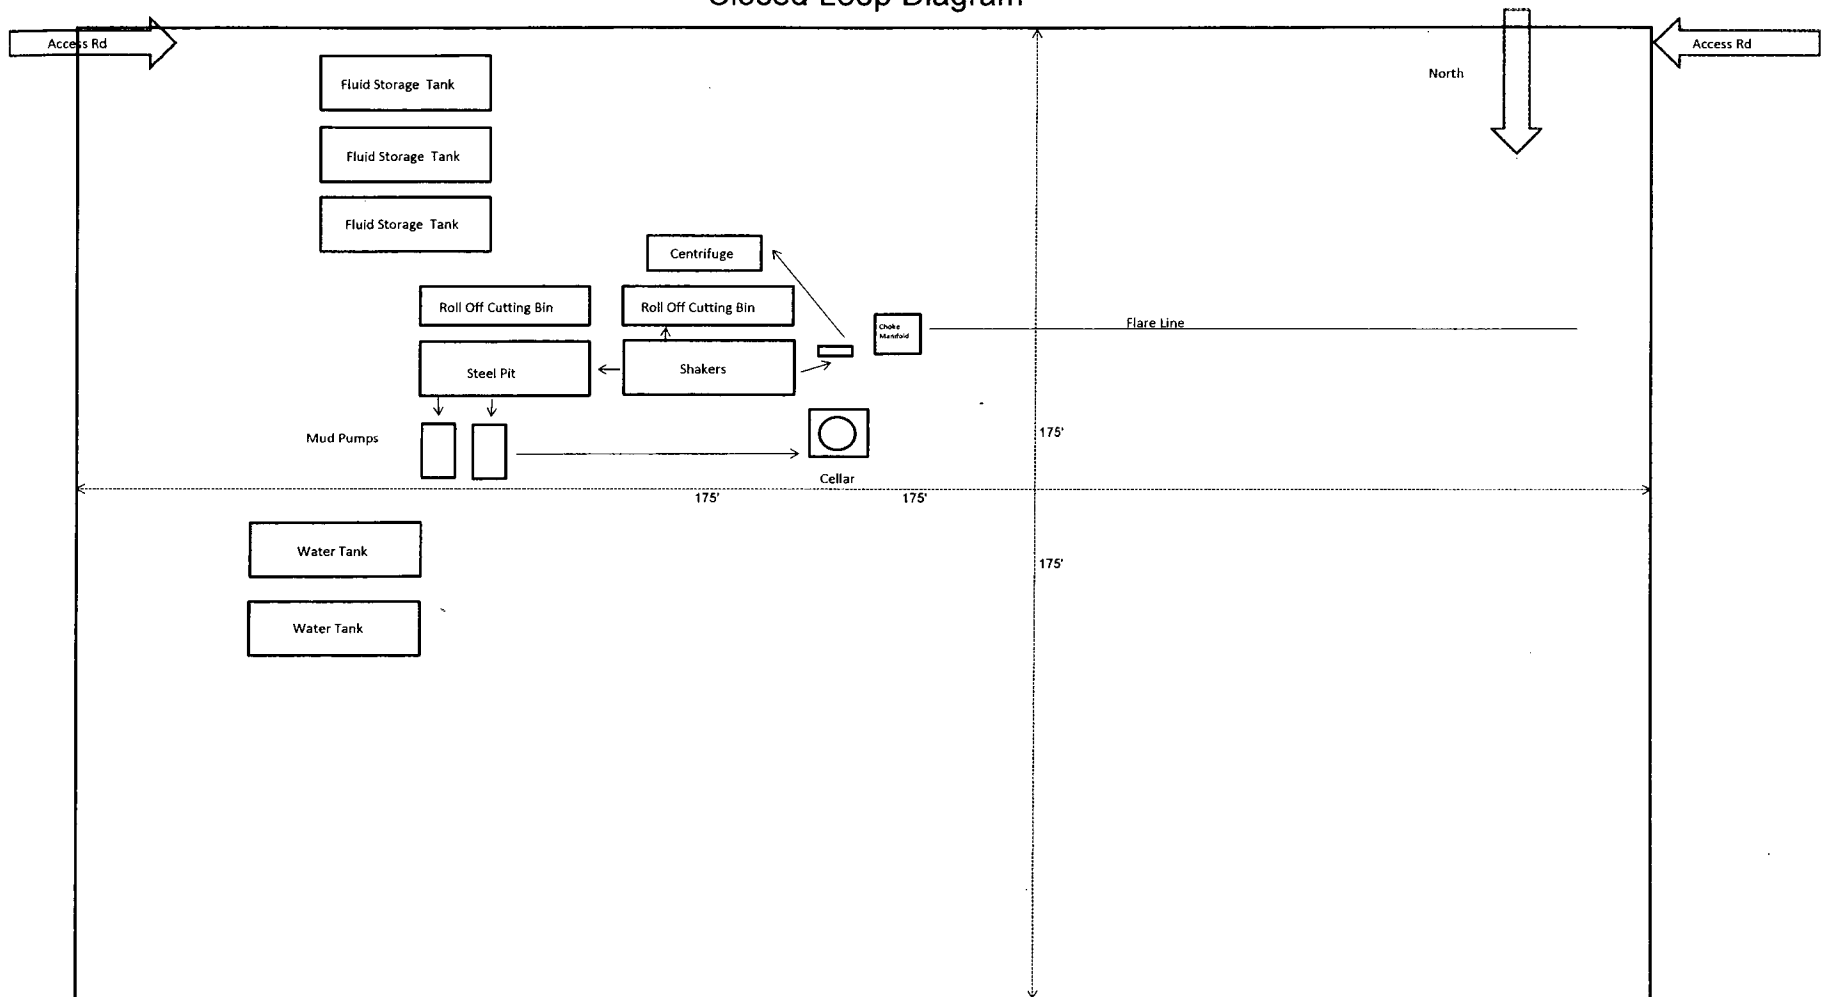 Closed Loop Diagram
Access Rd
Access Rd
North
Fluid Storage Tank
Fluid Storage Tank
Fluid Storage Tank
Centrifuge
Roll Off Cutting Bin
Roll Off Cutting Bin
Choke
Manifold
Flare Line
Steel Pit
Shakers
Mud Pumps
175'
Cellar
175'
175'
Water Tank
175'
Water Tank